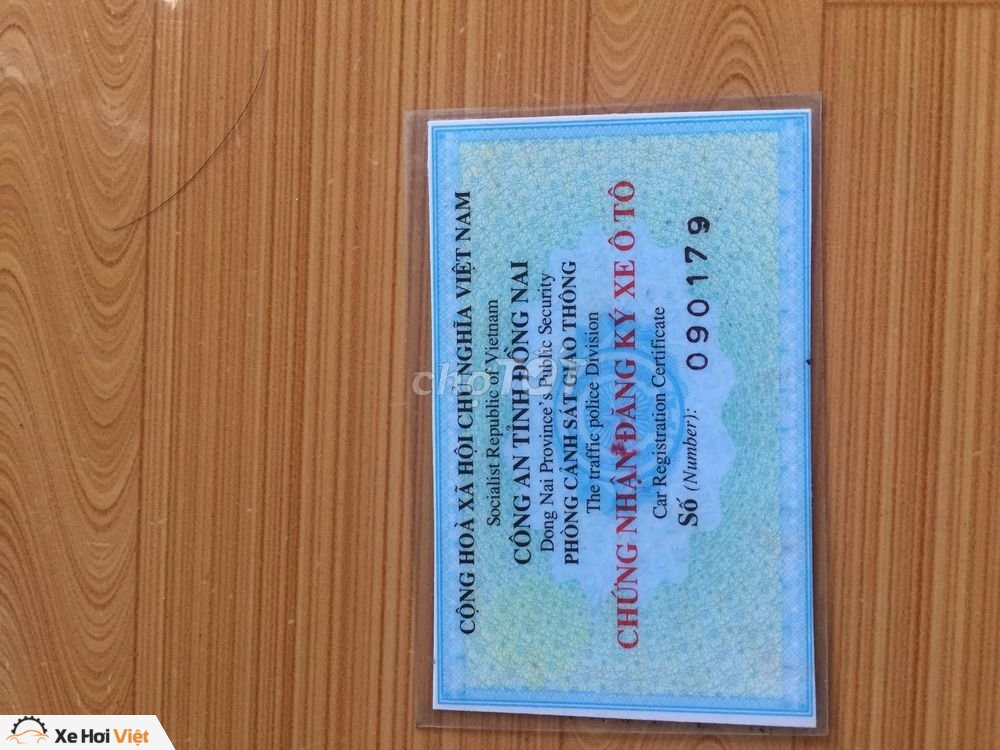 CỘNG HOÀ XÃ HỘI CHỦ NGHĨA VIỆT NAM
Socialist Republic of Vietnam
CÔNG AN TỈNH ĐỒNG NAI
Dong Nai Province's Public Security
PHÒNG CẢNH SÁT GIAO THÔNG
The traffic police Division
CHỨNG NHẬN ĐĂNG KÝ XE Ô TÔ
Car Registration Certificate
Số (Number): 090179
chợTỐT
Xe Hơi Việt